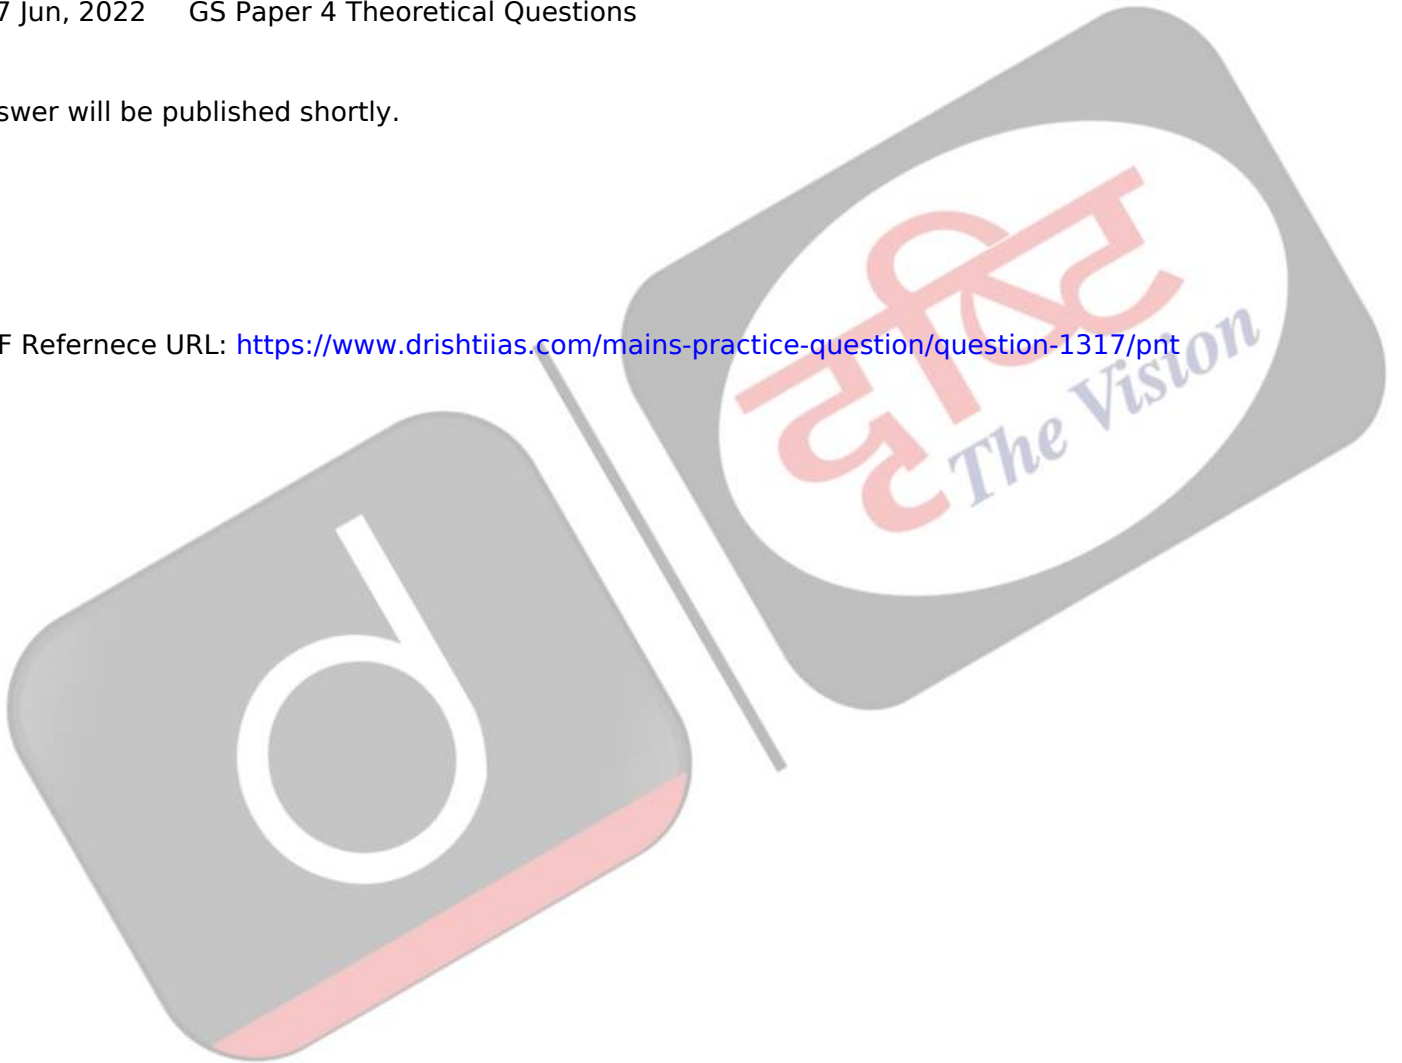 7 Jun, 2022 GS Paper 4 Theoretical Questions
swer will be published shortly.
F Refernece URL: https://www.drishtiias.com/mains-practice-question/question-1317/pnt
दृष्टि
The Vision
d